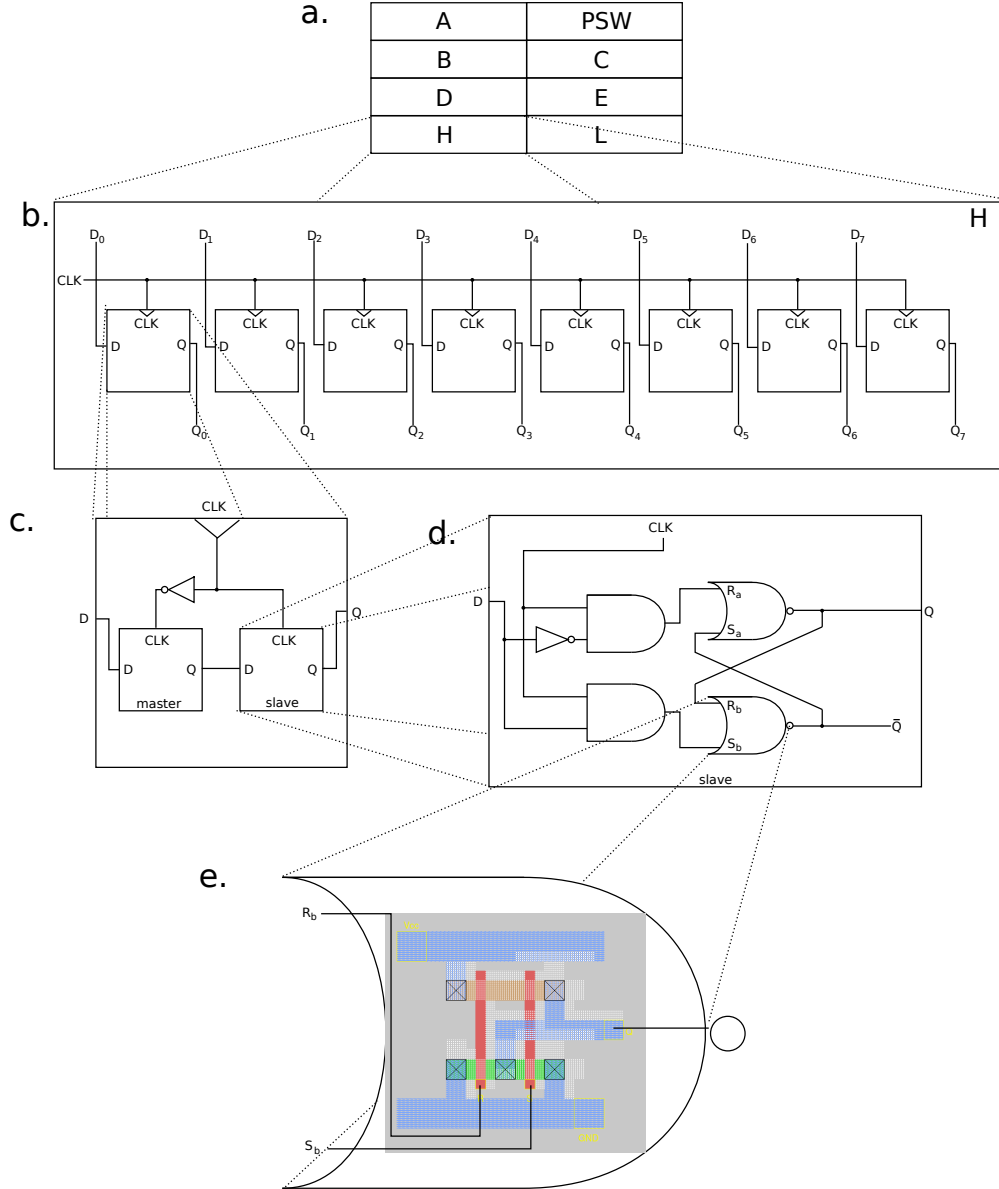 a.
A PSW
B C
D E
H L
b.
H
D0 D1 D2 D3 D4 D5 D6 D7
CLK
CLK CLK CLK CLK CLK CLK CLK CLK
D Q D Q D Q D Q D Q D Q D Q D Q
Q0 Q1 Q2 Q3 Q4 Q5 Q6 Q7
c.
CLK
D
Q
CLK CLK
D Q D Q
master slave
d.
CLK
D
Ra
Sa
Q
Rb
Sb
Q̄
slave
e.
Rb
Vcc
GND
Sb